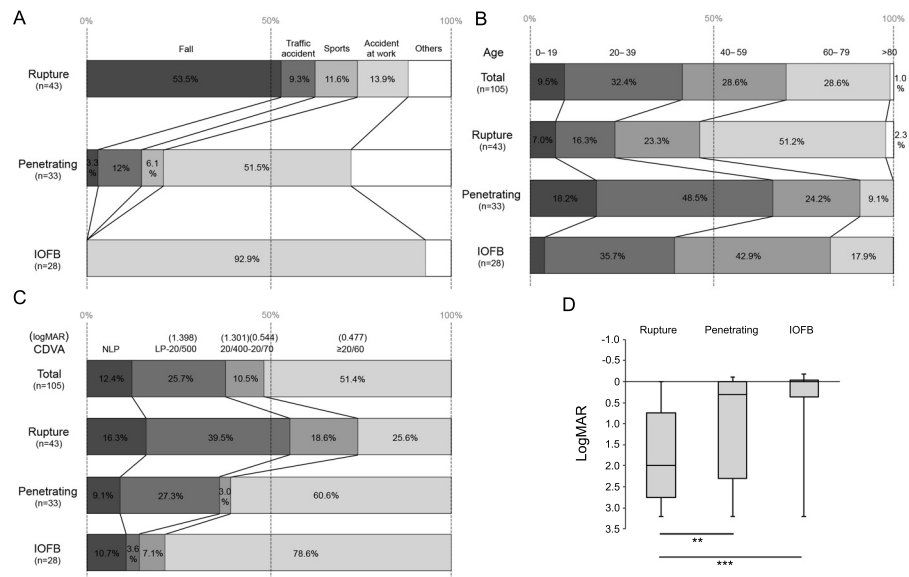 A
0%
50%
100%
Fall
Traffic accident
Sports
Accident at work
Others
Rupture
(n=43)
53.5%
9.3%
11.6%
13.9%
Penetrating
(n=33)
3.3 %
12%
6.1 %
51.5%
IOFB
(n=28)
92.9%
B
0%
50%
100%
Age
0– 19
20– 39
40– 59
60– 79
>80
Total
(n=105)
9.5%
32.4%
28.6%
28.6%
1.0 %
Rupture
(n=43)
7.0%
16.3%
23.3%
51.2%
2.3 %
Penetrating
(n=33)
18.2%
48.5%
24.2%
9.1%
IOFB
(n=28)
35.7%
42.9%
17.9%
C
0%
50%
100%
(logMAR)
(1.398)
(1.301)(0.544)
(0.477)
CDVA
NLP
LP-20/500
20/400-20/70
≥20/60
Total
(n=105)
12.4%
25.7%
10.5%
51.4%
Rupture
(n=43)
16.3%
39.5%
18.6%
25.6%
Penetrating
(n=33)
9.1%
27.3%
3.0 %
60.6%
IOFB
(n=28)
10.7%
3.6 %
7.1%
78.6%
D
Rupture
Penetrating
IOFB
LogMAR
-1.0
-0.5
0
0.5
1.0
1.5
2.0
2.5
3.0
3.5
**
***